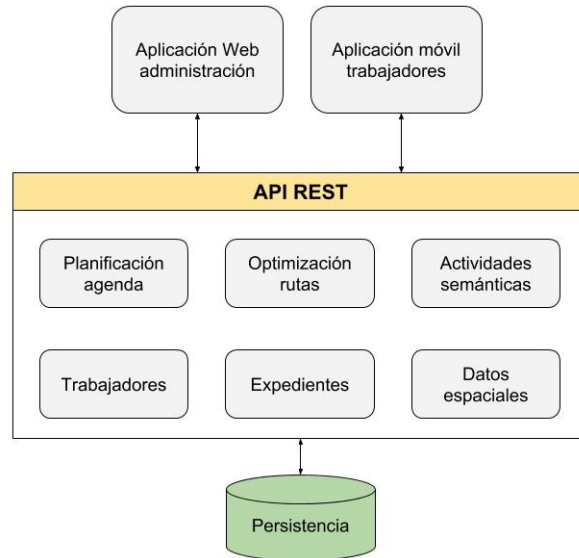 Aplicación Web
administración
Aplicación móvil
trabajadores
API REST
Planificación
agenda
Optimización
rutas
Actividades
semánticas
Trabajadores
Expedientes
Datos
espaciales
Persistencia